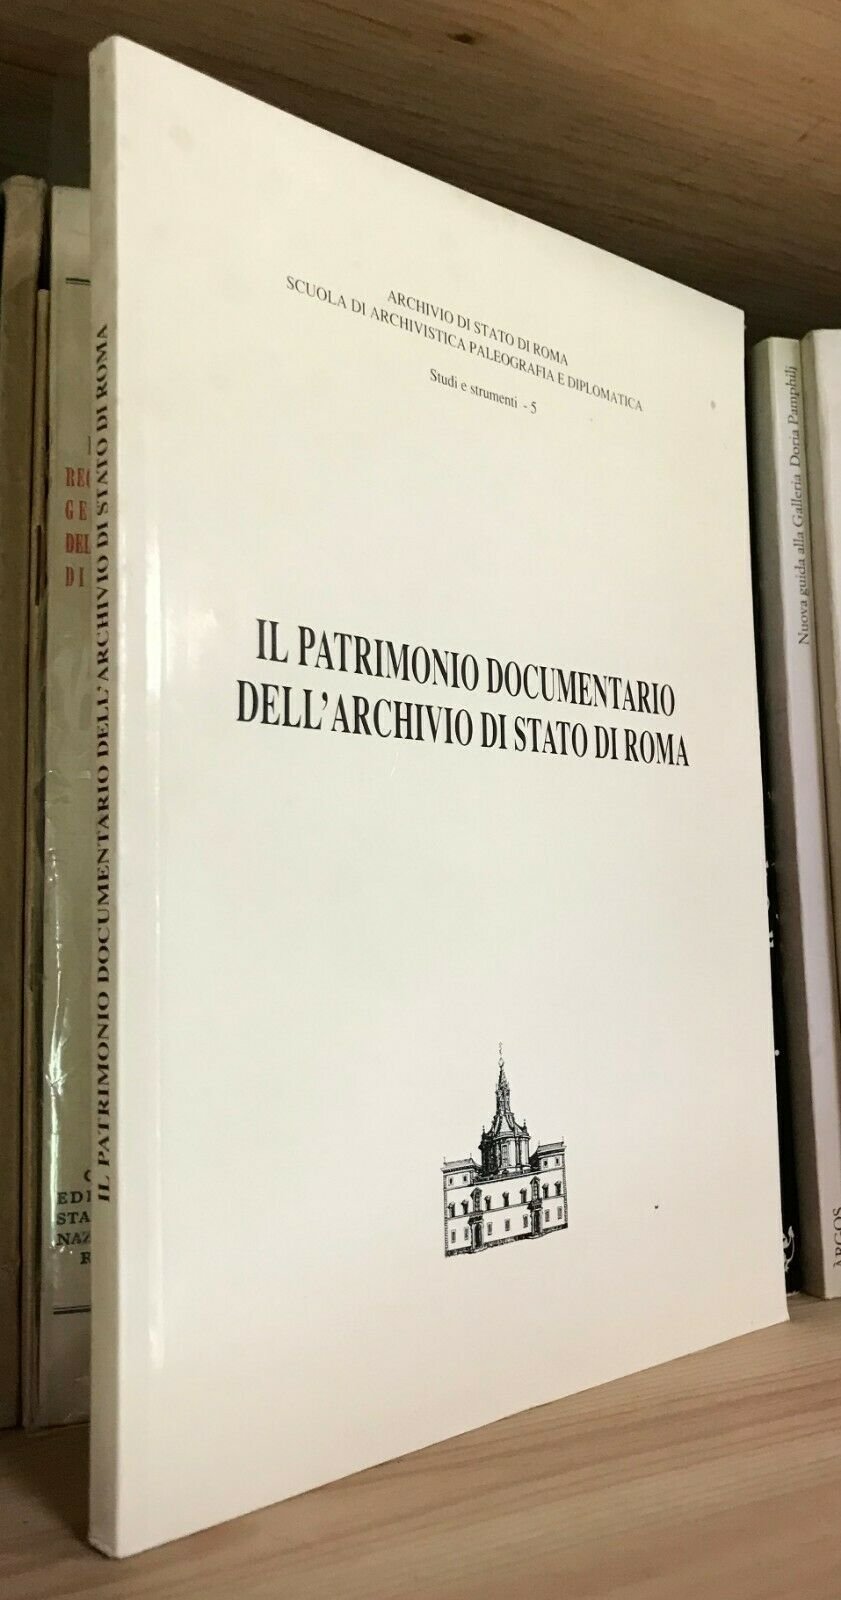 ARCHIVIO DI STATO DI ROMA
SCUOLA DI ARCHIVISTICA PALEOGRAFIA E DIPLOMATICA
Studi e strumenti - 5
IL PATRIMONIO DOCUMENTARIO
DELL'ARCHIVIO DI STATO DI ROMA
IL PATRIMONIO DOCUMENTARIO DELL'ARCHIVIO DI STATO DI ROMA
Nuova guida alla Galleria Doria Pamphilj
ÀRGOS